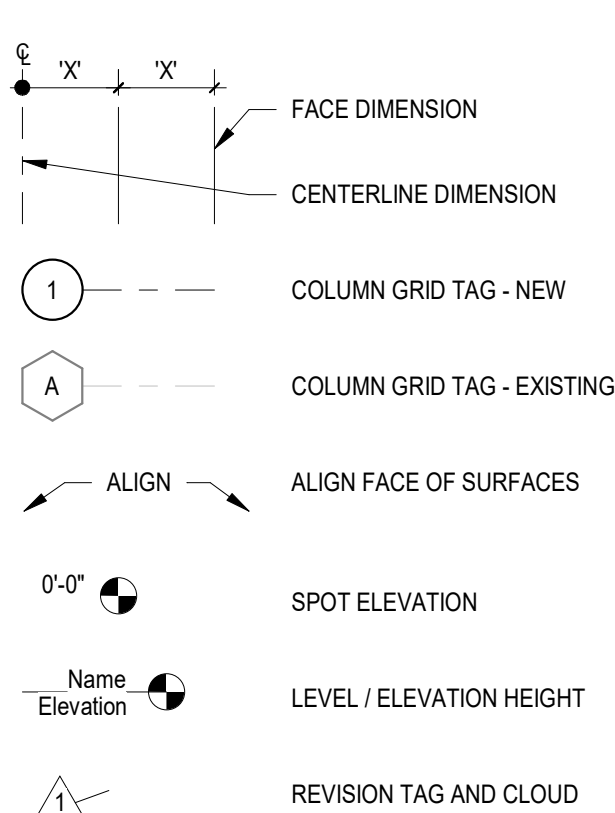 ℄
'X' 'X'
FACE DIMENSION
CENTERLINE DIMENSION
1 COLUMN GRID TAG - NEW
A COLUMN GRID TAG - EXISTING
ALIGN ALIGN FACE OF SURFACES
0'-0" SPOT ELEVATION
Name
Elevation LEVEL / ELEVATION HEIGHT
1 REVISION TAG AND CLOUD